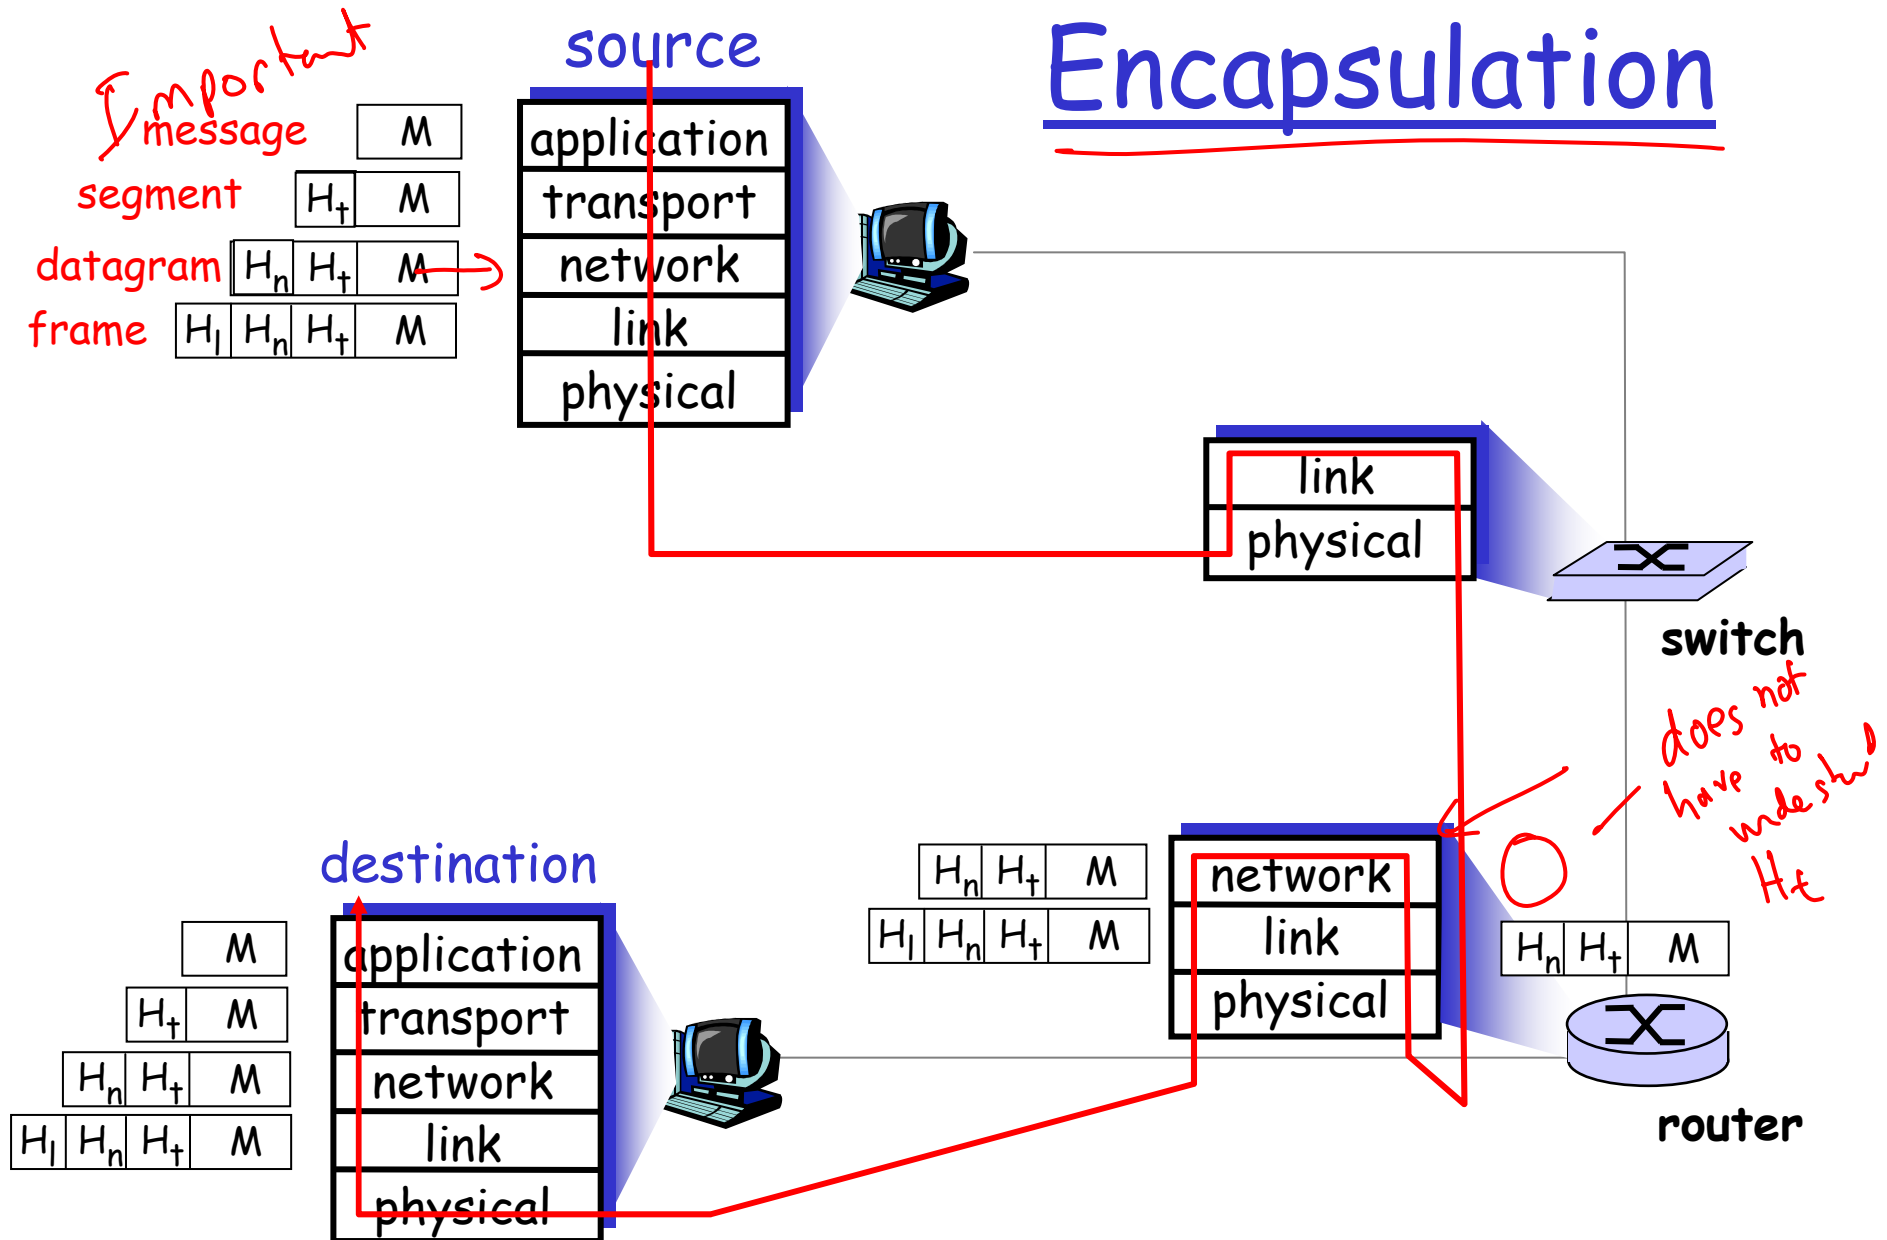 Encapsulation
source
Important
message M
segment Ht M
datagram Hn Ht M
frame Hl Hn Ht M
application
transport
network
link
physical
link
physical
switch
does not
have to
Ht
network
link
physical
Hn Ht M
Hl Hn Ht M
Hn Ht M
router
destination
M
Ht M
Hn Ht M
Hl Hn Ht M
application
transport
network
link
physical